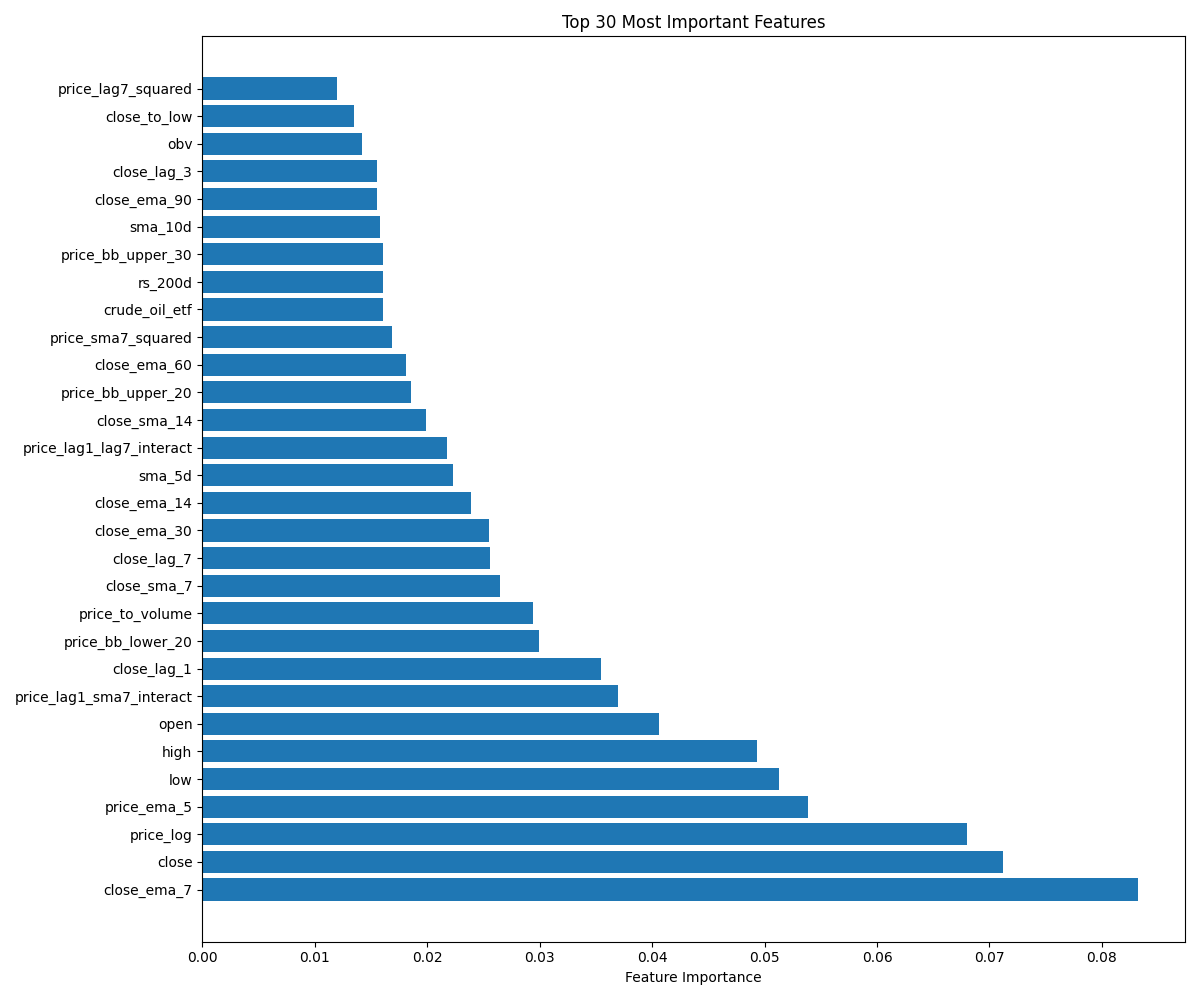 Top 30 Most Important Features
price_lag7_squared
close_to_low
obv
close_lag_3
close_ema_90
sma_10d
price_bb_upper_30
rs_200d
crude_oil_etf
price_sma7_squared
close_ema_60
price_bb_upper_20
close_sma_14
price_lag1_lag7_interact
sma_5d
close_ema_14
close_ema_30
close_lag_7
close_sma_7
price_to_volume
price_bb_lower_20
close_lag_1
price_lag1_sma7_interact
open
high
low
price_ema_5
price_log
close
close_ema_7
0.00 0.01 0.02 0.03 0.04 0.05 0.06 0.07 0.08
Feature Importance